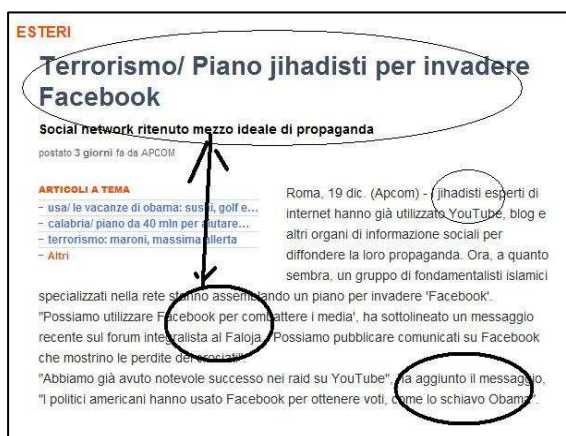 ESTERI
Terrorismo/ Piano jihadisti per invadere
Facebook
Social network ritenuto mezzo ideale di propaganda
postato 3 giorni fa da APCOM
ARTICOLI A TEMA
- usa/ le vacanze di obama: sushi, golf e...
- calabria/ piano da 40 mln per aiutare...
- terrorismo: maroni, massima allerta
- Altri
Roma, 19 dic. (Apcom) - I jihadisti esperti di
internet hanno già utilizzato YouTube, blog e
altri organi di informazione sociali per
diffondere la loro propaganda. Ora, a quanto
sembra, un gruppo di fondamentalisti islamici
specializzati nella rete stanno assemblando un piano per invadere 'Facebook'.
"Possiamo utilizzare Facebook per combattere i media', ha sottolineato un messaggio
recente sul forum integralista al Faloja. "Possiamo pubblicare comunicati su Facebook
che mostrino le perdite dei crociati".
"Abbiamo già avuto notevole successo nei raid su YouTube", ha aggiunto il messaggio,
"I politici americani hanno usato Facebook per ottenere voti, come lo schiavo Obama".